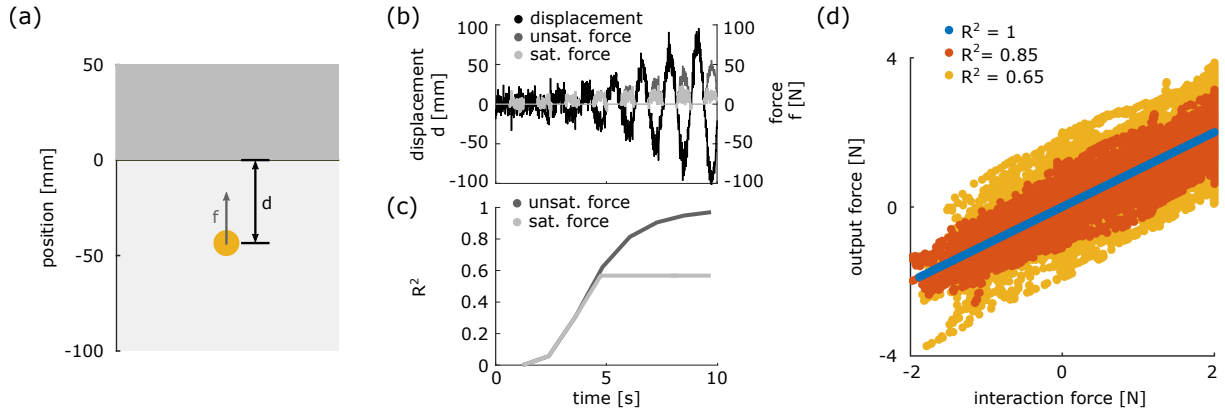 (a)
position [mm]
50
0
-50
-100
f
d
(b)
displacement
unsat. force
sat. force
displacement
d [mm]
100
50
0
-50
-100
100
50
0
-50
-100
force
f [N]
(c)
unsat. force
sat. force
R²
1
0.8
0.6
0.4
0.2
0
0 5 10
time [s]
(d)
R² = 1
R²= 0.85
R² = 0.65
output force [N]
4
0
-4
-2 0 2
interaction force [N]